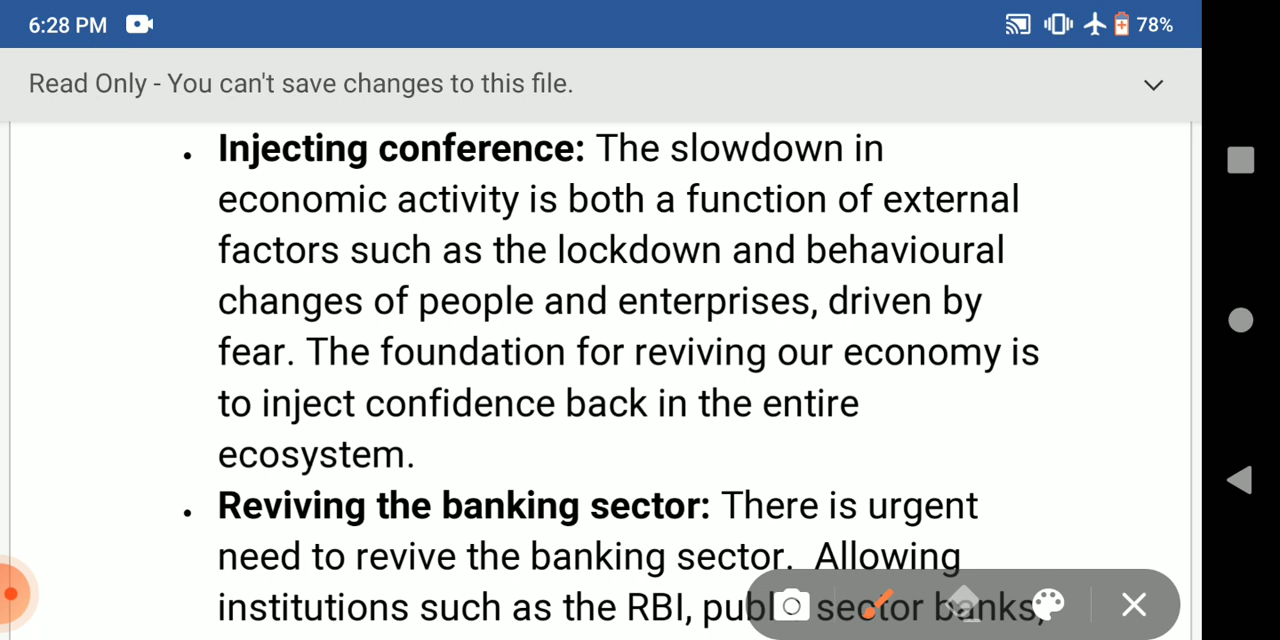 6:28 PM
78%
Read Only - You can't save changes to this file.
• Injecting conference: The slowdown in
economic activity is both a function of external
factors such as the lockdown and behavioural
changes of people and enterprises, driven by
fear. The foundation for reviving our economy is
to inject confidence back in the entire
ecosystem.
• Reviving the banking sector: There is urgent
need to revive the banking sector. Allowing
institutions such as the RBI, public sector banks,